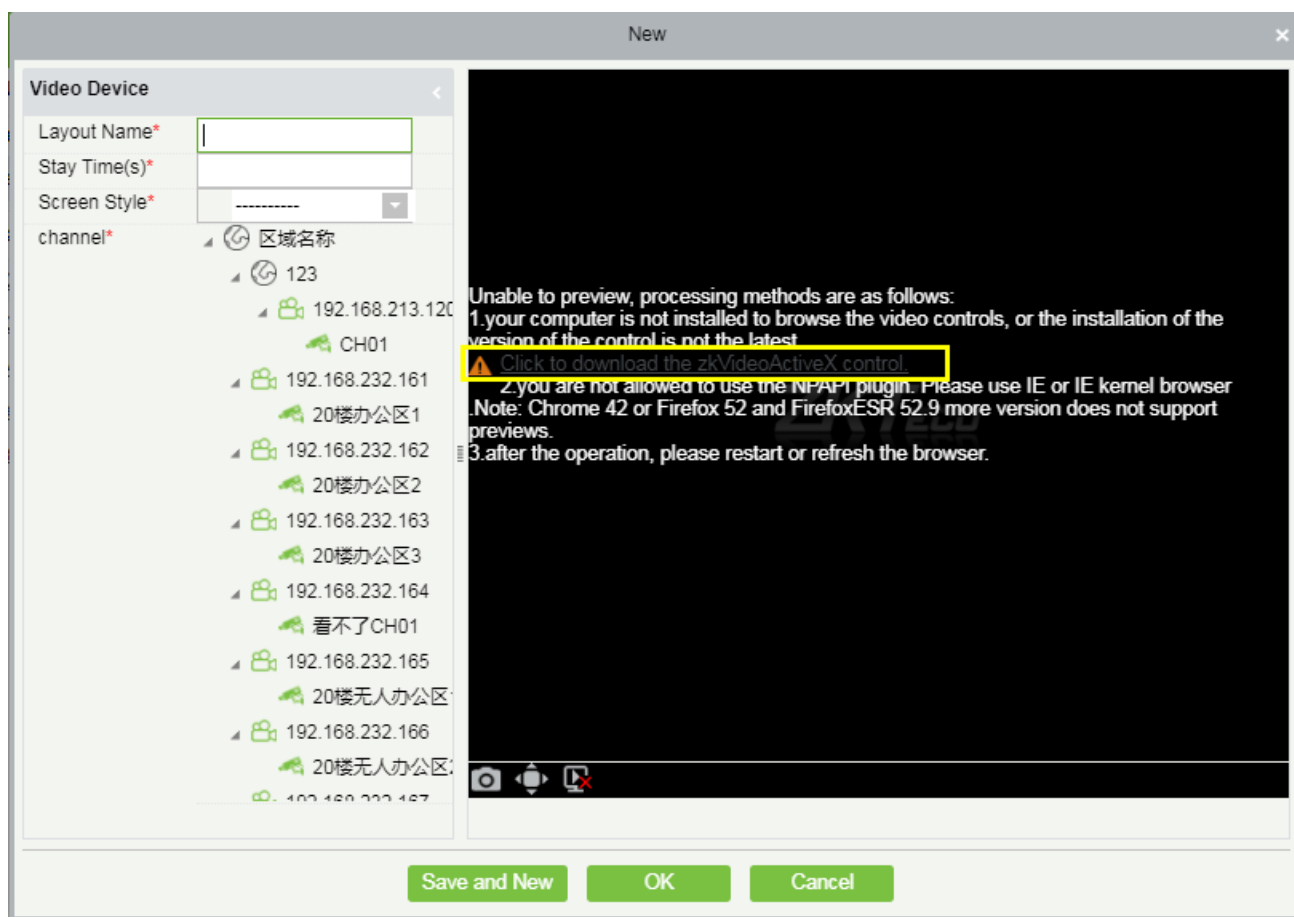 New
Video Device
Layout Name*
Stay Time(s)*
Screen Style*
----------
channel*
区域名称
123
192.168.213.120
CH01
192.168.232.161
20楼办公区1
192.168.232.162
20楼办公区2
192.168.232.163
20楼办公区3
192.168.232.164
看不了CH01
192.168.232.165
20楼无人办公区
192.168.232.166
20楼无人办公区
192.168.232.167
Unable to preview, processing methods are as follows:
1.your computer is not installed to browse the video controls, or the installation of the
version of the control is not the latest
Click to download the zkVideoActiveX control.
2.you are not allowed to use the NPAPI plugin. Please use IE or IE kernel browser
.Note: Chrome 42 or Firefox 52 and FirefoxESR 52.9 more version does not support
previews.
3.after the operation, please restart or refresh the browser.
ZKTeco
Save and New
OK
Cancel